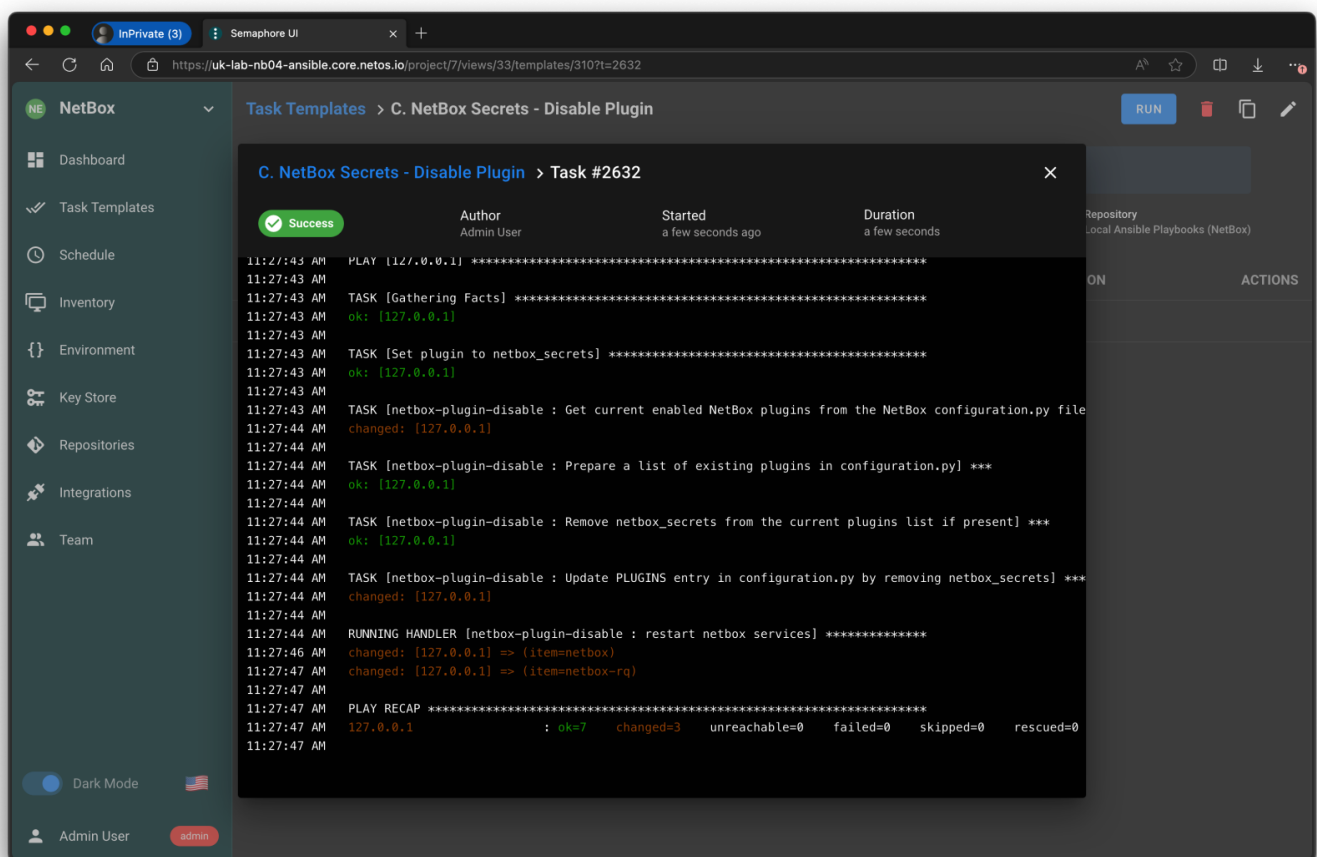 InPrivate (3)
Semaphore UI
https://uk-lab-nb04-ansible.core.netos.io/project/7/views/33/templates/310?t=2632
NE NetBox
Task Templates > C. NetBox Secrets - Disable Plugin
RUN
Dashboard
Task Templates
Schedule
Inventory
Environment
Key Store
Repositories
Integrations
Team
Dark Mode
Admin User admin
Repository
Local Ansible Playbooks (NetBox)
ON ACTIONS
C. NetBox Secrets - Disable Plugin > Task #2632
Success
Author
Admin User
Started
a few seconds ago
Duration
a few seconds
11:27:43 AM PLAY [127.0.0.1] ***************************************************************
11:27:43 AM
11:27:43 AM TASK [Gathering Facts] *********************************************************
11:27:43 AM ok: [127.0.0.1]
11:27:43 AM
11:27:43 AM TASK [Set plugin to netbox_secrets] ********************************************
11:27:43 AM ok: [127.0.0.1]
11:27:43 AM
11:27:43 AM TASK [netbox-plugin-disable : Get current enabled NetBox plugins from the NetBox configuration.py file
11:27:44 AM changed: [127.0.0.1]
11:27:44 AM
11:27:44 AM TASK [netbox-plugin-disable : Prepare a list of existing plugins in configuration.py] ***
11:27:44 AM ok: [127.0.0.1]
11:27:44 AM
11:27:44 AM TASK [netbox-plugin-disable : Remove netbox_secrets from the current plugins list if present] ***
11:27:44 AM ok: [127.0.0.1]
11:27:44 AM
11:27:44 AM TASK [netbox-plugin-disable : Update PLUGINS entry in configuration.py by removing netbox_secrets] ***
11:27:44 AM changed: [127.0.0.1]
11:27:44 AM
11:27:44 AM RUNNING HANDLER [netbox-plugin-disable : restart netbox services] **************
11:27:46 AM changed: [127.0.0.1] => (item=netbox)
11:27:47 AM changed: [127.0.0.1] => (item=netbox-rq)
11:27:47 AM
11:27:47 AM PLAY RECAP *********************************************************************
11:27:47 AM 127.0.0.1 : ok=7 changed=3 unreachable=0 failed=0 skipped=0 rescued=0
11:27:47 AM